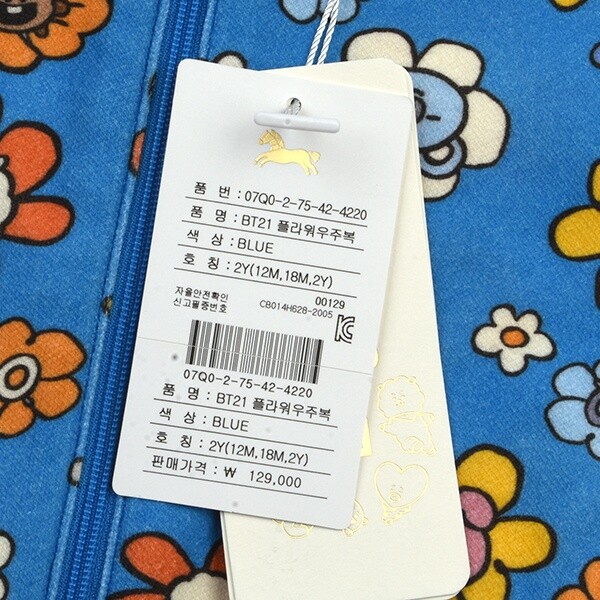 품 번 : 07Q0-2-75-42-4220
품 명 : BT21 플라워우주복
색 상 : BLUE
호 칭 : 2Y(12M,18M,2Y)
00129
자율안전확인
신고필증번호 CB014H628-2005
07Q0-2-75-42-4220
품 명 : BT21 플라워우주복
색 상 : BLUE
호 칭 : 2Y(12M,18M,2Y)
판매가격 : ₩ 129,000